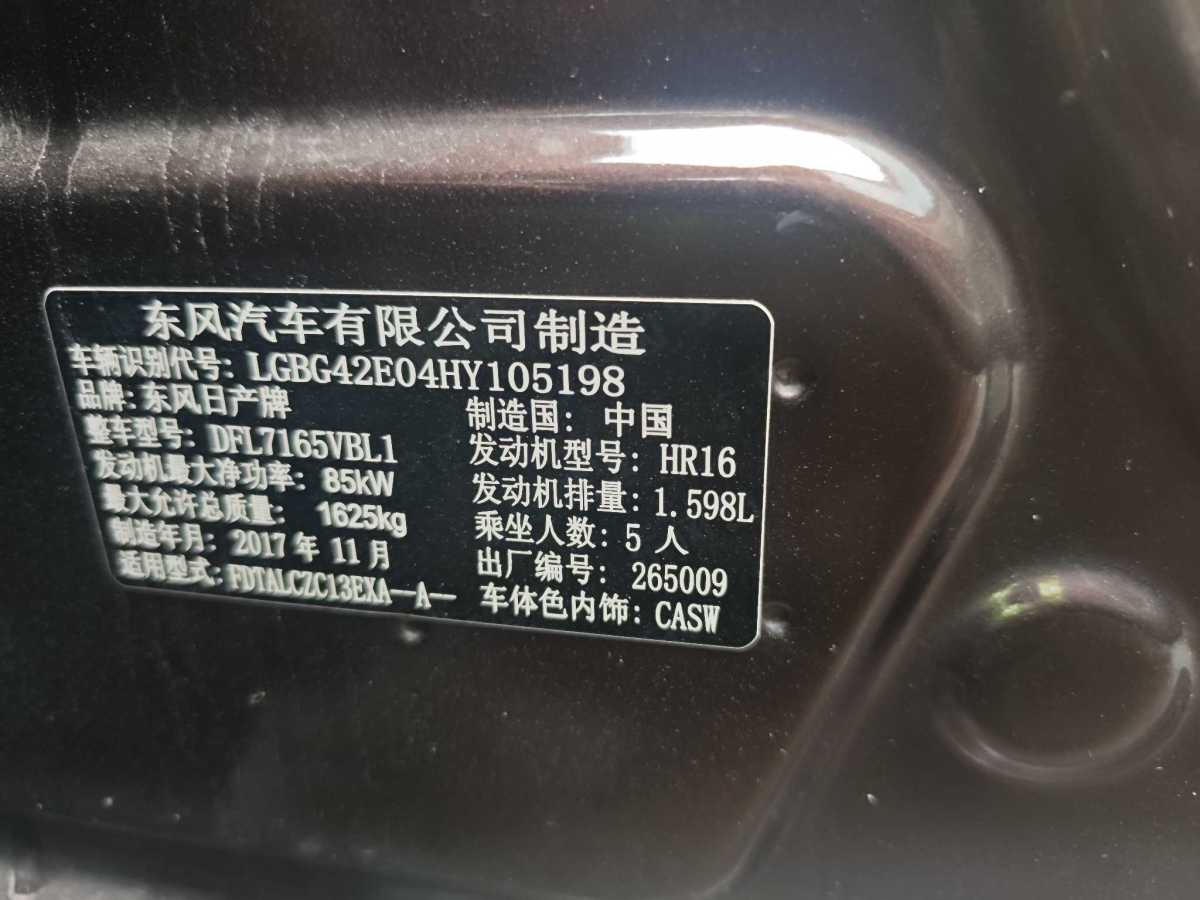 东风汽车有限公司制造
车辆识别代号: LGBG42E04HY105198
品牌: 东风日产牌 制造国: 中国
整车型号: DFL7165VBL1 发动机型号: HR16
发动机最大净功率: 85kW 发动机排量: 1.598L
最大允许总质量: 1625kg 乘坐人数: 5 人
制造年月: 2017 年 11 月 出厂编号: 265009
适用型式: FDTALCZC13EXA—A— 车体色内饰: CASW